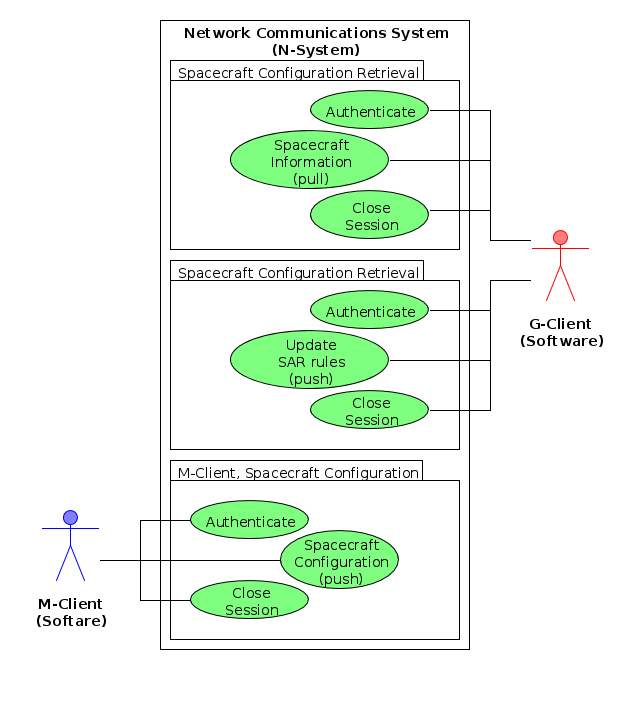 Network Communications System
(N-System)
Spacecraft Configuration Retrieval
Authenticate
Spacecraft
Information
(pull)
Close
Session
Spacecraft Configuration Retrieval
Authenticate
Update
SAR rules
(push)
Close
Session
G-Client
(Software)
M-Client, Spacecraft Configuration
Authenticate
Spacecraft
Configuration
(push)
Close
Session
M-Client
(Softare)